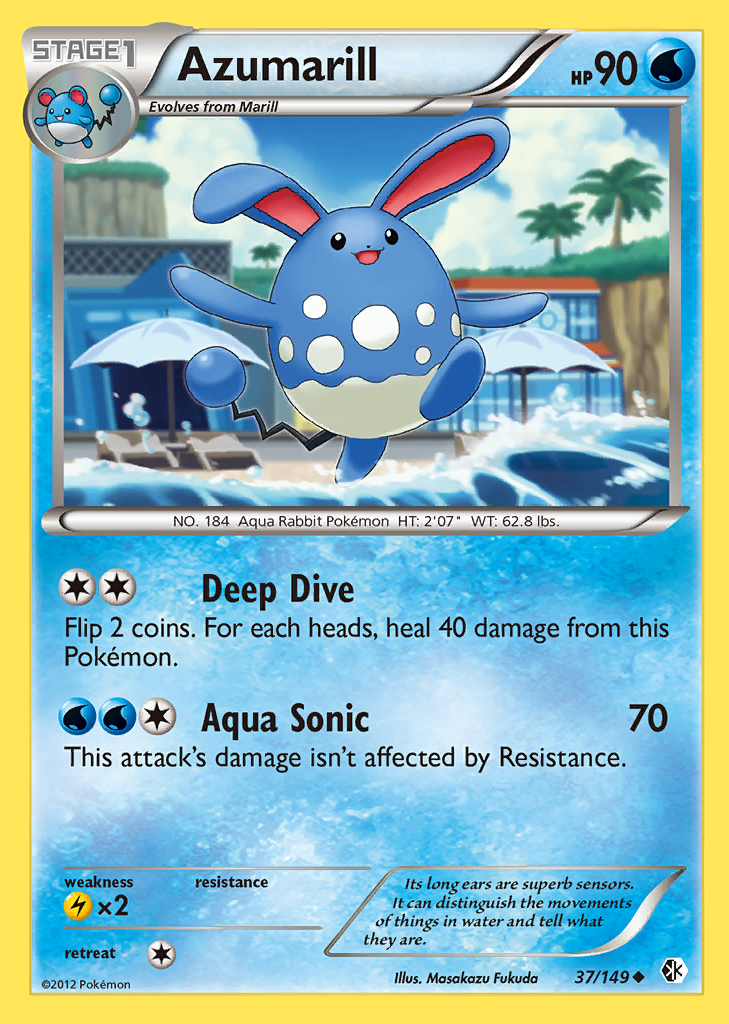 STAGE1
Azumarill
HP 90
Evolves from Marill
NO. 184 Aqua Rabbit Pokémon HT: 2'07" WT: 62.8 lbs.
Deep Dive
Flip 2 coins. For each heads, heal 40 damage from this
Pokémon.
Aqua Sonic 70
This attack's damage isn't affected by Resistance.
weakness resistance
×2
retreat
Its long ears are superb sensors.
It can distinguish the movements
of things in water and tell what
they are.
©2012 Pokémon
Illus. Masakazu Fukuda
37/149